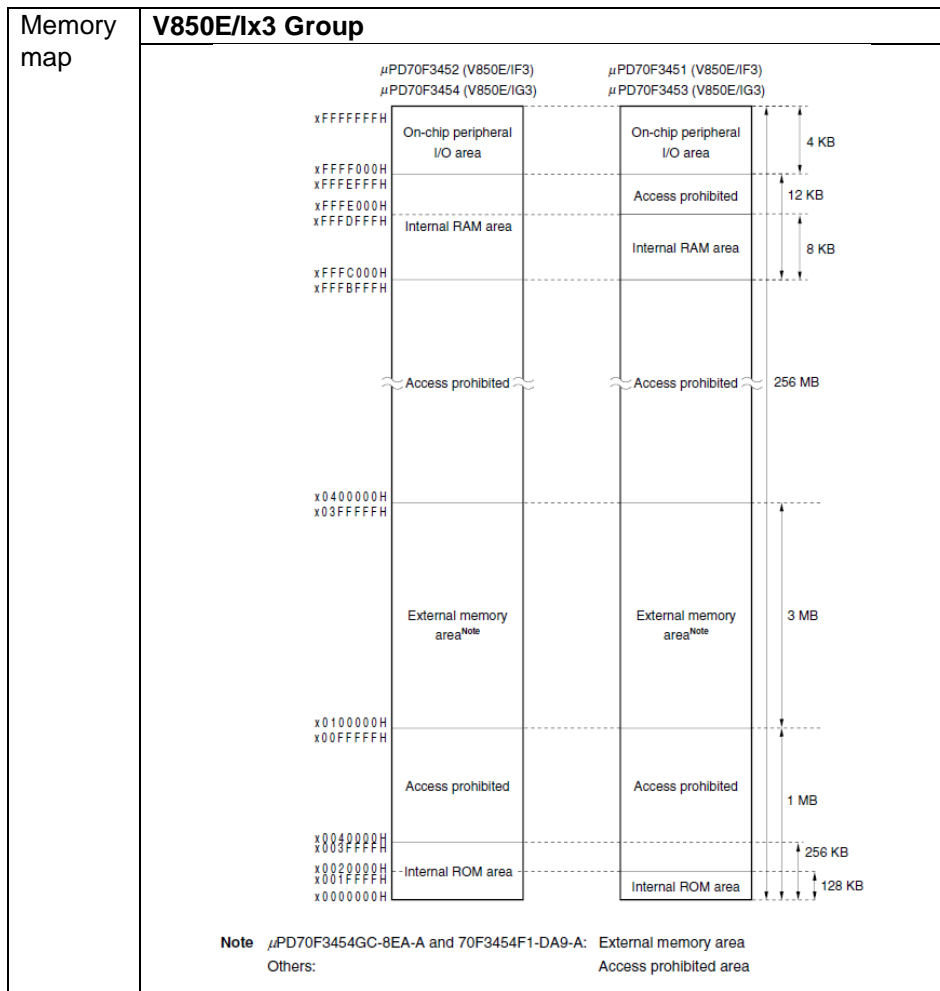 Memory map
V850E/Ix3 Group
μPD70F3452 (V850E/IF3)
μPD70F3454 (V850E/IG3)
μPD70F3451 (V850E/IF3)
μPD70F3453 (V850E/IG3)
xFFFFFFFH
On-chip peripheral
I/O area
On-chip peripheral
I/O area
4 KB
xFFFF000H
xFFFEFFFH
Access prohibited
12 KB
xFFFE000H
xFFFDFFFH
Internal RAM area
Internal RAM area
8 KB
xFFFC000H
xFFFBFFFH
Access prohibited
Access prohibited
256 MB
x0400000H
x03FFFFFH
External memory
areaNote
External memory
areaNote
3 MB
x0100000H
x00FFFFFH
Access prohibited
Access prohibited
1 MB
x0040000H
x003FFFFH
256 KB
x0020000H
x001FFFFH
Internal ROM area
Internal ROM area
128 KB
x0000000H
Note μPD70F3454GC-8EA-A and 70F3454F1-DA9-A: External memory area
Others: Access prohibited area